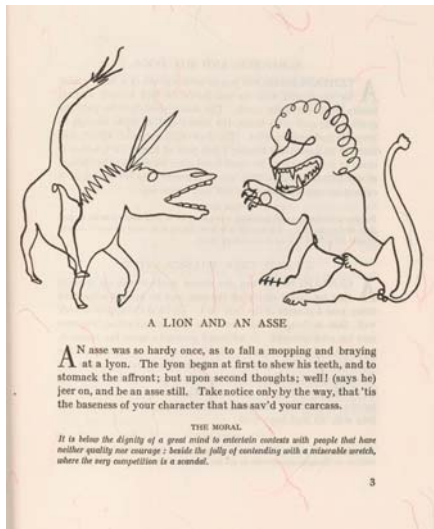 A LION AND AN ASSE
AN asse was so hardy once, as to fall a mopping and braying
at a lyon. The lyon began at first to shew his teeth, and to
stomack the affront; but upon second thoughts; well! (says he)
jeer on, and be an asse still. Take notice only by the way, that 'tis
the baseness of your character that has sav'd your carcass.
THE MORAL
It is below the dignity of a great mind to entertein contests with people that have
neither quality nor courage : beside the folly of contending with a miserable wretch,
where the very competition is a scandal.
3